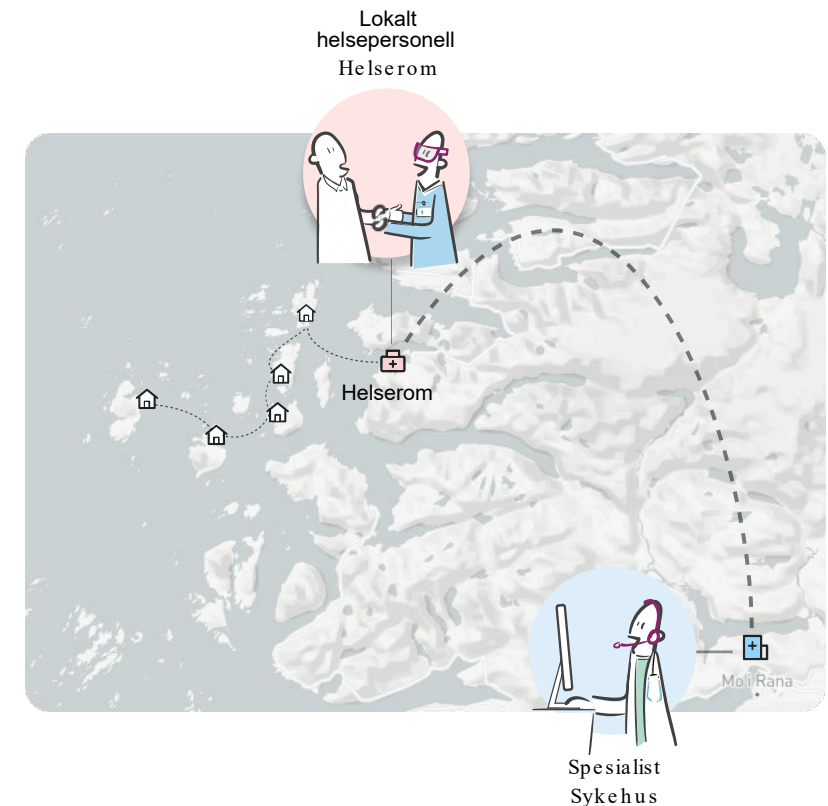 Lokalt
helsepersonell
Helserom
Helserom
Mo i Rana
Spesialist
Sykehus